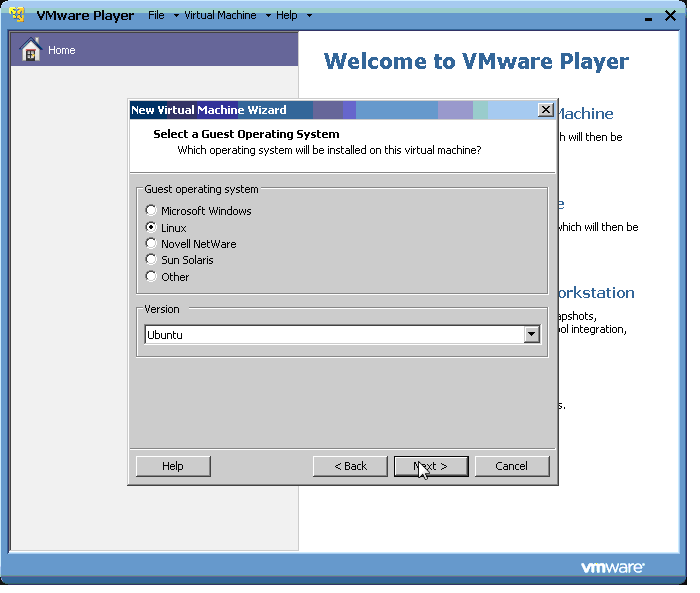 VMware Player File Virtual Machine Help
Home
Welcome to VMware Player
New Virtual Machine Wizard
Machine
Select a Guest Operating System
Which operating system will be installed on this virtual machine?
h will then be
Guest operating system
Microsoft Windows
Linux
Novell NetWare
Sun Solaris
Other
e
which will then be
orkstation
Version
apshots,
ol integration,
Ubuntu
s.
Help
< Back
Next >
Cancel
vmware